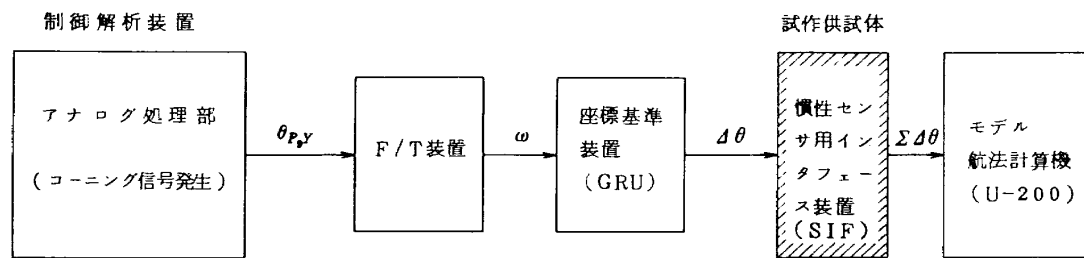 制御解析装置
アナログ処理部
(コーニング信号発生)
θP,Y
F/T装置
ω
座標基準
装置
(GRU)
Δθ
試作供試体
慣性セン
サ用イン
タフェー
ス装置
(SIF)
ΣΔθ
モデル
航法計算機
(U-200)